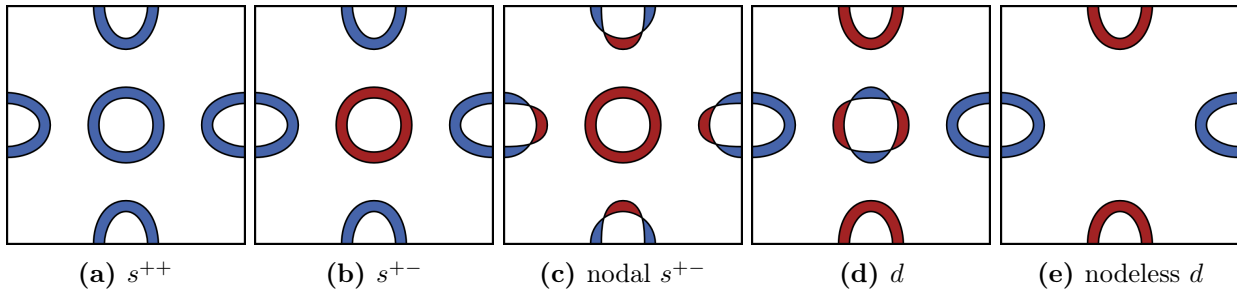 (a) s⁺⁺
(b) s⁺⁻
(c) nodal s⁺⁻
(d) d
(e) nodeless d